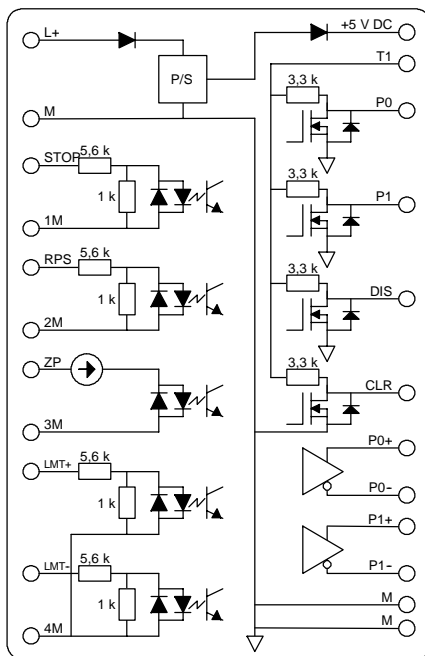 L+
+5 V DC
T1
P/S
3,3 k
P0
M
STOP
5,6 k
1 k
3,3 k
P1
1M
RPS
5,6 k
1 k
3,3 k
DIS
2M
ZP
3,3 k
CLR
3M
P0+
LMT+
5,6 k
1 k
P0-
P1+
LMT-
5,6 k
1 k
P1-
M
4M
M